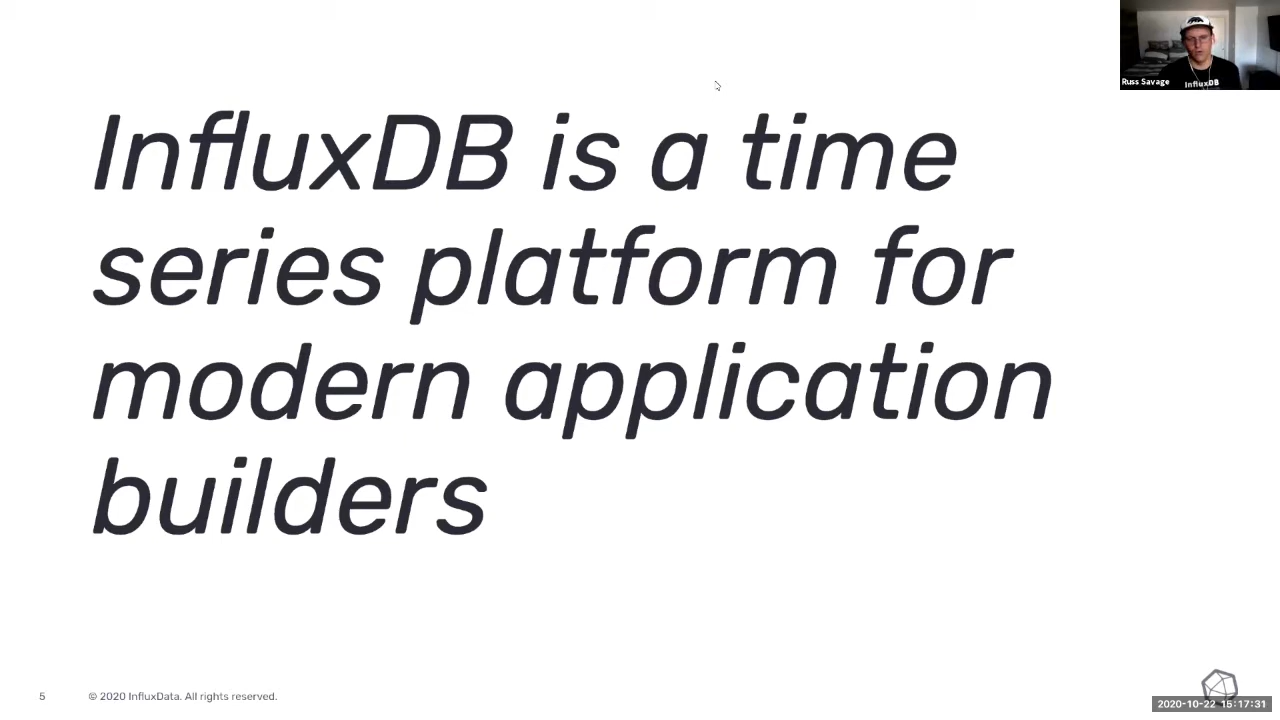 Russ Savage
InfluxDB
InfluxDB is a time
series platform for
modern application
builders
5
© 2020 InfluxData. All rights reserved.
2020-10-22 15:17:31